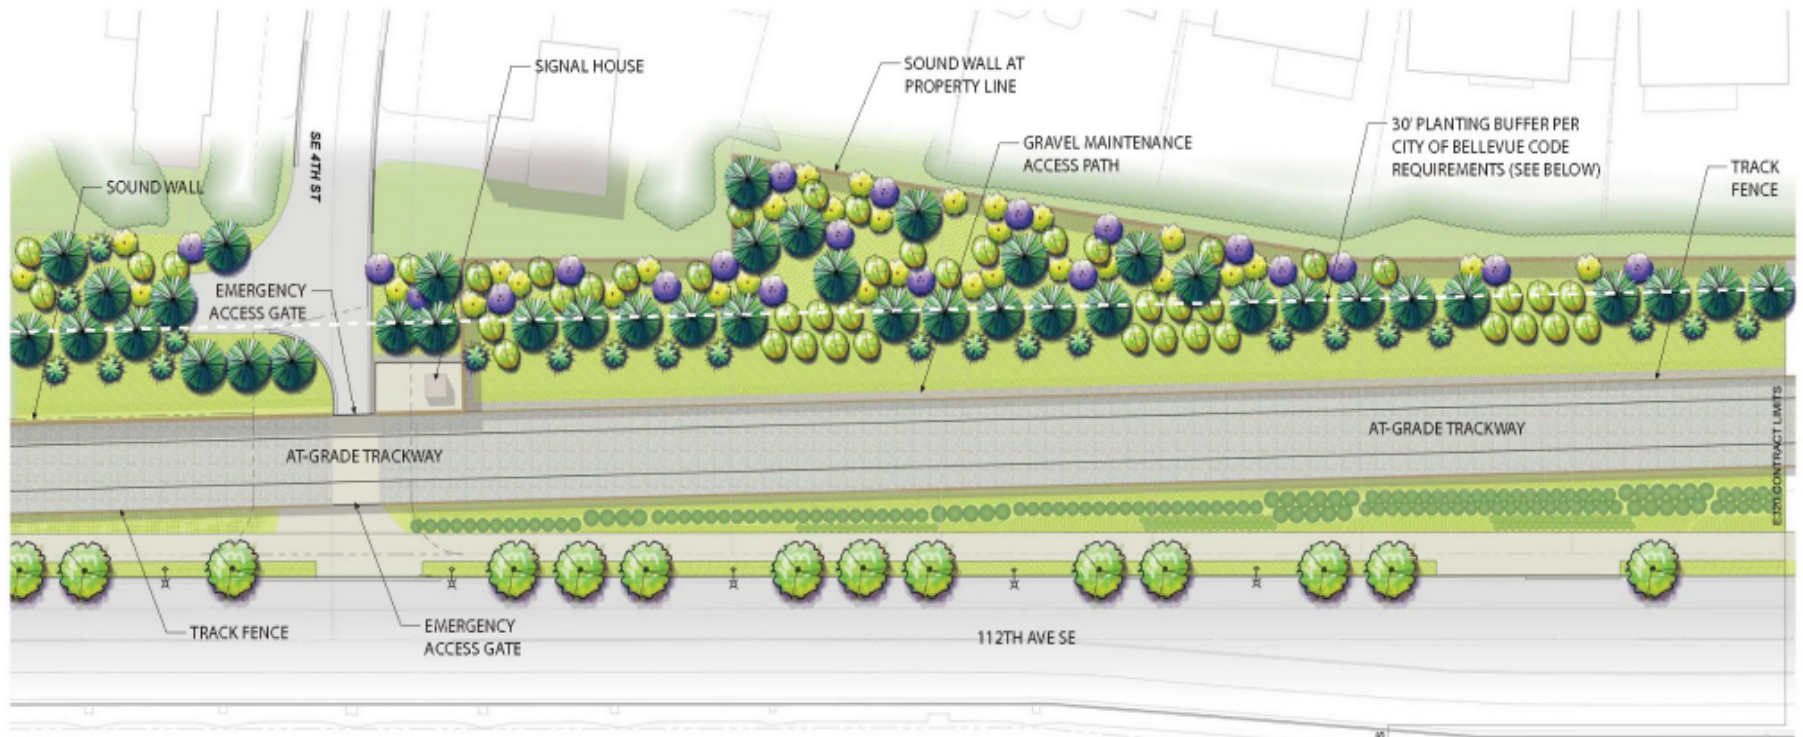 SIGNAL HOUSE
SOUND WALL AT
PROPERTY LINE
GRAVEL MAINTENANCE
ACCESS PATH
30' PLANTING BUFFER PER
CITY OF BELLEVUE CODE
REQUIREMENTS (SEE BELOW)
TRACK
FENCE
SE 4TH ST
SOUND WALL
EMERGENCY
ACCESS GATE
AT-GRADE TRACKWAY
AT-GRADE TRACKWAY
E320 CONTRACT LIMITS
TRACK FENCE
EMERGENCY
ACCESS GATE
112TH AVE SE